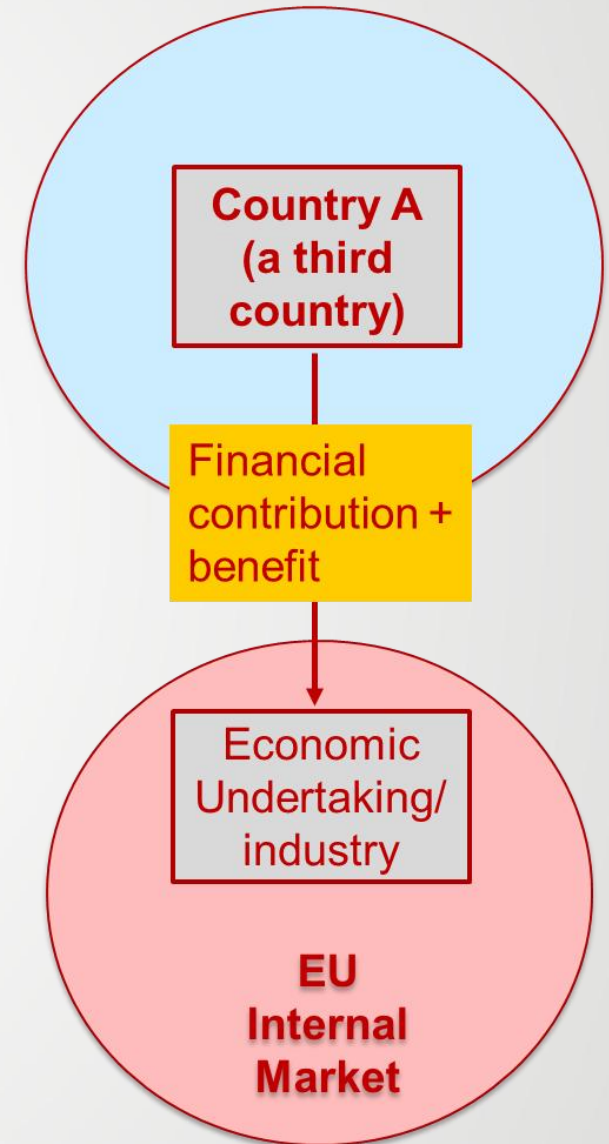 Country A
(a third
country)
Financial
contribution +
benefit
Economic
Undertaking/
industry
EU
Internal
Market